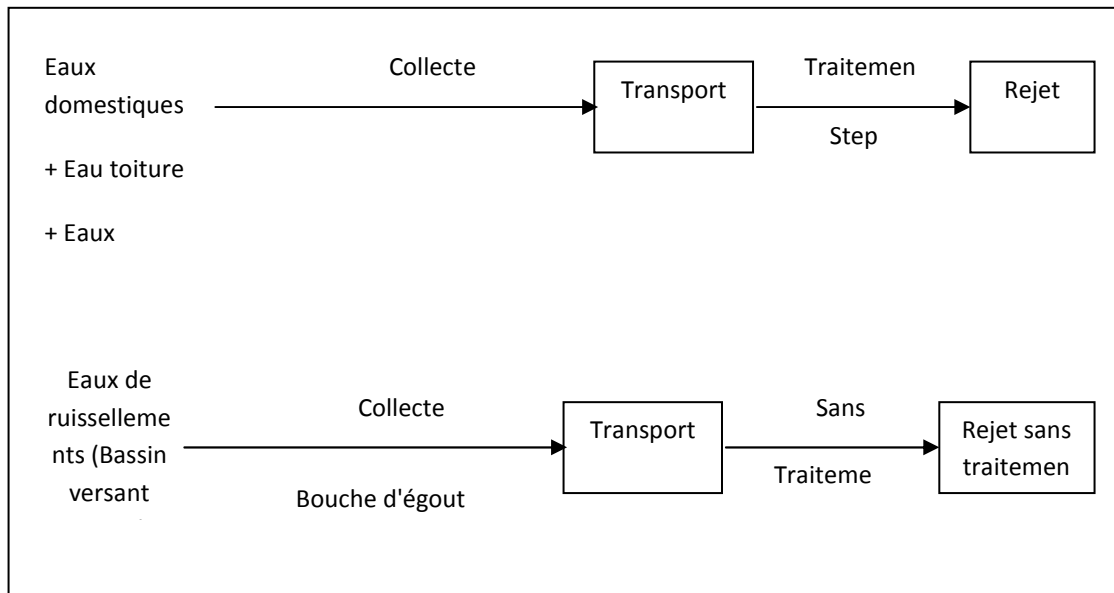 Eaux
domestiques
+ Eau toiture
+ Eaux
Collecte
Transport
Traitemen
Step
Rejet
Eaux de
ruisselleme
nts (Bassin
versant
Collecte
Bouche d'égout
Transport
Sans
Traiteme
Rejet sans
traitemen